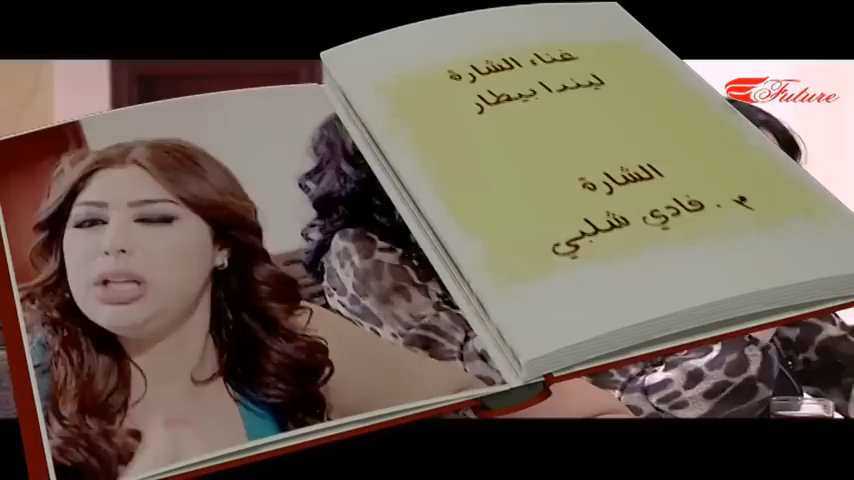 غناء الشارة
ليندا بيطار
الشارة
م . فادي شلبي
Future